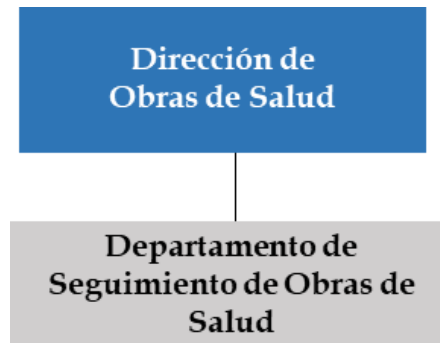 Dirección de
Obras de Salud
Departamento de
Seguimiento de Obras de
Salud